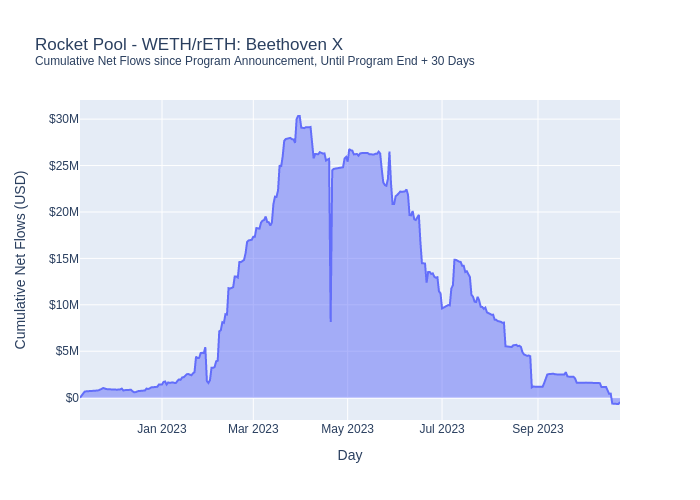 Rocket Pool - WETH/rETH: Beethoven X
Cumulative Net Flows since Program Announcement, Until Program End + 30 Days
$30M
$25M
$20M
$15M
$10M
$5M
$0
Cumulative Net Flows (USD)
Jan 2023
Mar 2023
May 2023
Jul 2023
Sep 2023
Day